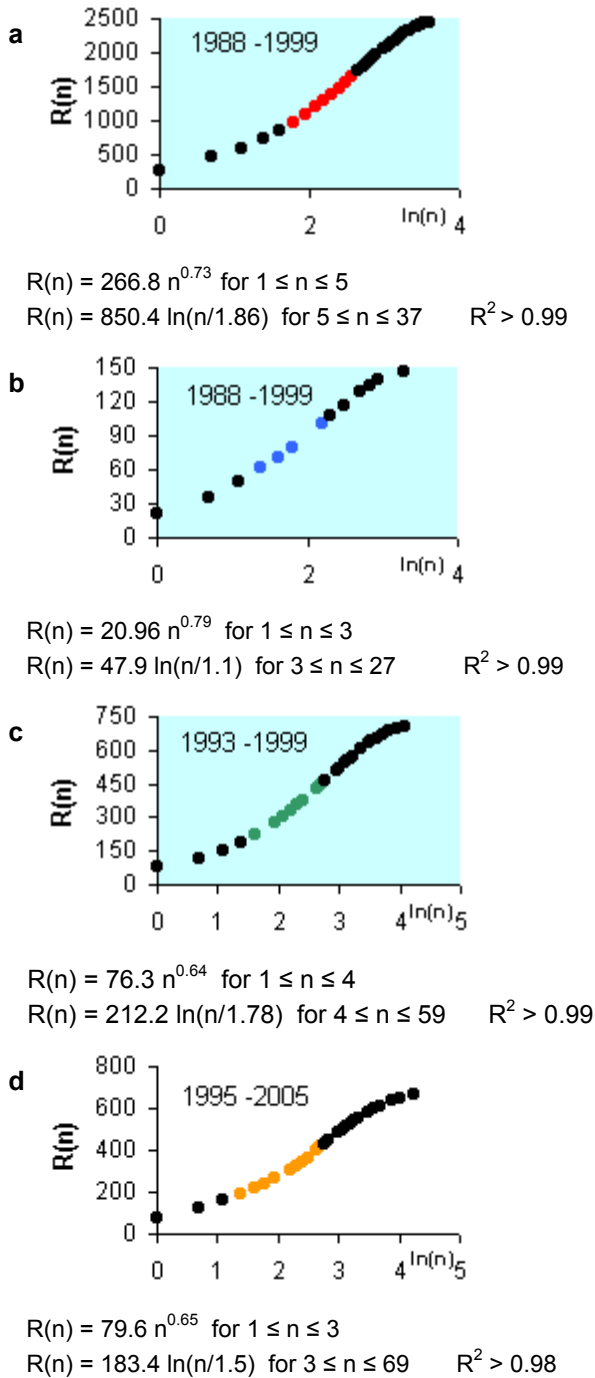 a
1988 -1999
R(n)
2500
2000
1500
1000
500
0
0 2 4
ln(n)
R(n) = 266.8 n^0.73 for 1 ≤ n ≤ 5
R(n) = 850.4 ln(n/1.86) for 5 ≤ n ≤ 37 R² > 0.99
b
1988 -1999
R(n)
150
120
90
60
30
0
0 2 4
ln(n)
R(n) = 20.96 n^0.79 for 1 ≤ n ≤ 3
R(n) = 47.9 ln(n/1.1) for 3 ≤ n ≤ 27 R² > 0.99
c
1993 -1999
R(n)
750
600
450
300
150
0
0 1 2 3 4 5
ln(n)
R(n) = 76.3 n^0.64 for 1 ≤ n ≤ 4
R(n) = 212.2 ln(n/1.78) for 4 ≤ n ≤ 59 R² > 0.99
d
1995 -2005
R(n)
800
600
400
200
0
0 1 2 3 4 5
ln(n)
R(n) = 79.6 n^0.65 for 1 ≤ n ≤ 3
R(n) = 183.4 ln(n/1.5) for 3 ≤ n ≤ 69 R² > 0.98